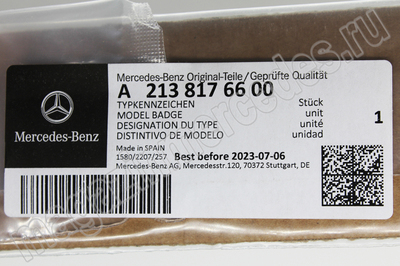 Mercedes-Benz Original-Teile/Geprüfte Qualität
A 213 817 66 00
TYPKENNZEICHEN Stück
MODEL BADGE unit
DESIGNATION DU TYPE unité
DISTINTIVO DE MODELO unidad
1
Mercedes-Benz
Made in SPAIN
1580/2207/257 Best before 2023-07-06
Mercedes-Benz AG, Mercedesstr.120, 70372 Stuttgart, DE